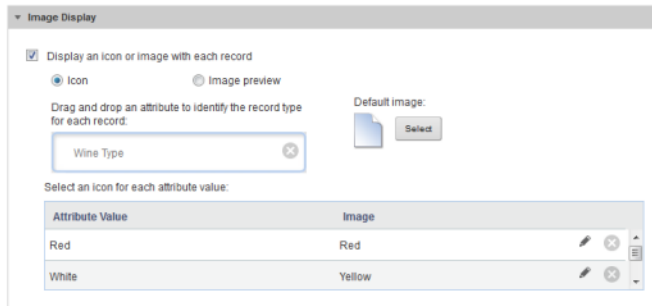 Image Display
Display an icon or image with each record
Icon
Image preview
Drag and drop an attribute to identify the record type
for each record:
Default image:
Select
Wine Type
Select an icon for each attribute value:
Attribute Value Image
Red Red
White Yellow